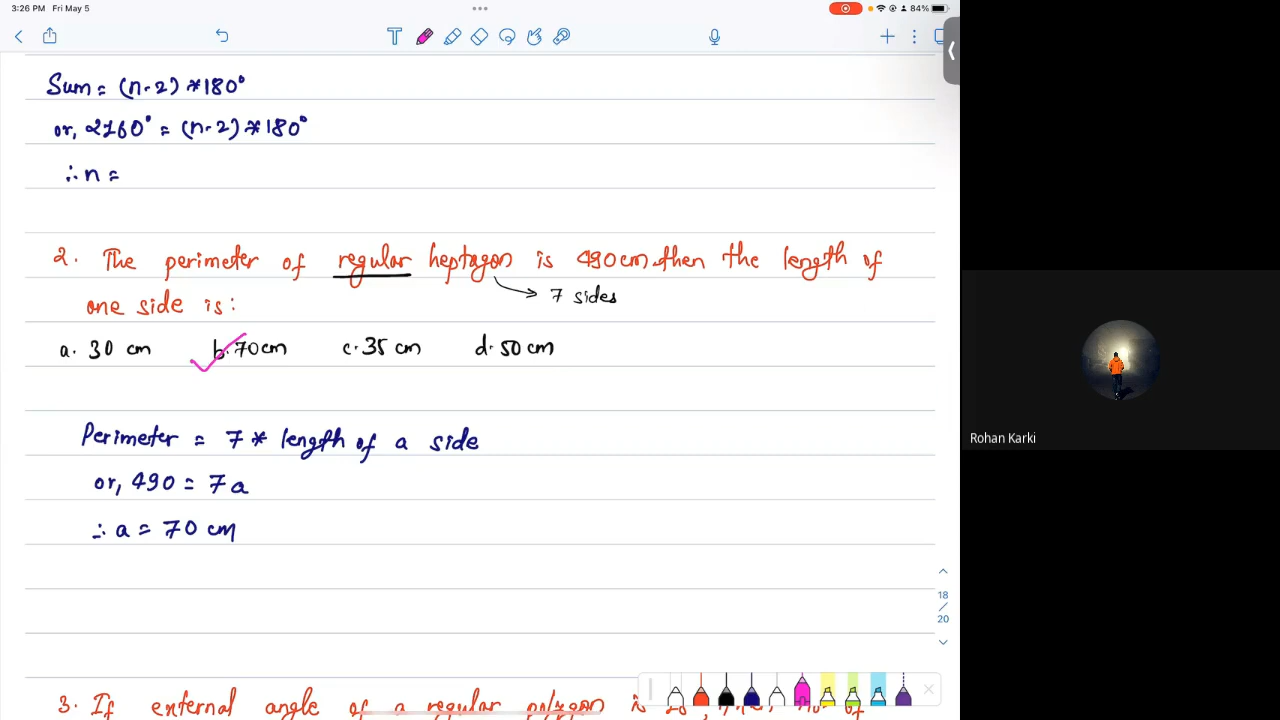 3:26 PM Fri May 5
84%
Sum = (n-2) *180°
or, 2160° = (n-2) *180°
∴ n =
2. The perimeter of regular heptagon is 490cm. then the length of
→ 7 sides
one side is:
a. 30 cm b. 70cm c. 35 cm d. 50 cm
Perimeter = 7 * length of a side
or, 490 = 7a
∴ a = 70 cm
18
/
20
3. If external angle of a regular polygon is
Rohan Karki